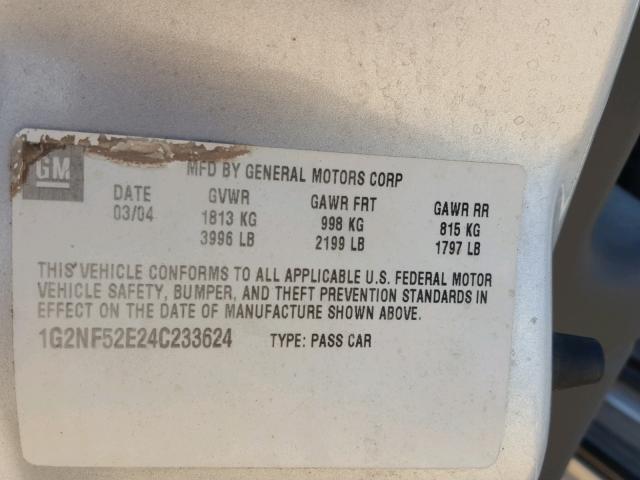 GM
MFD BY GENERAL MOTORS CORP
DATE GVWR GAWR FRT GAWR RR
03/04 1813 KG 998 KG 815 KG
3996 LB 2199 LB 1797 LB
THIS VEHICLE CONFORMS TO ALL APPLICABLE U.S. FEDERAL MOTOR
VEHICLE SAFETY, BUMPER, AND THEFT PREVENTION STANDARDS IN
EFFECT ON THE DATE OF MANUFACTURE SHOWN ABOVE.
1G2NF52E24C233624 TYPE: PASS CAR